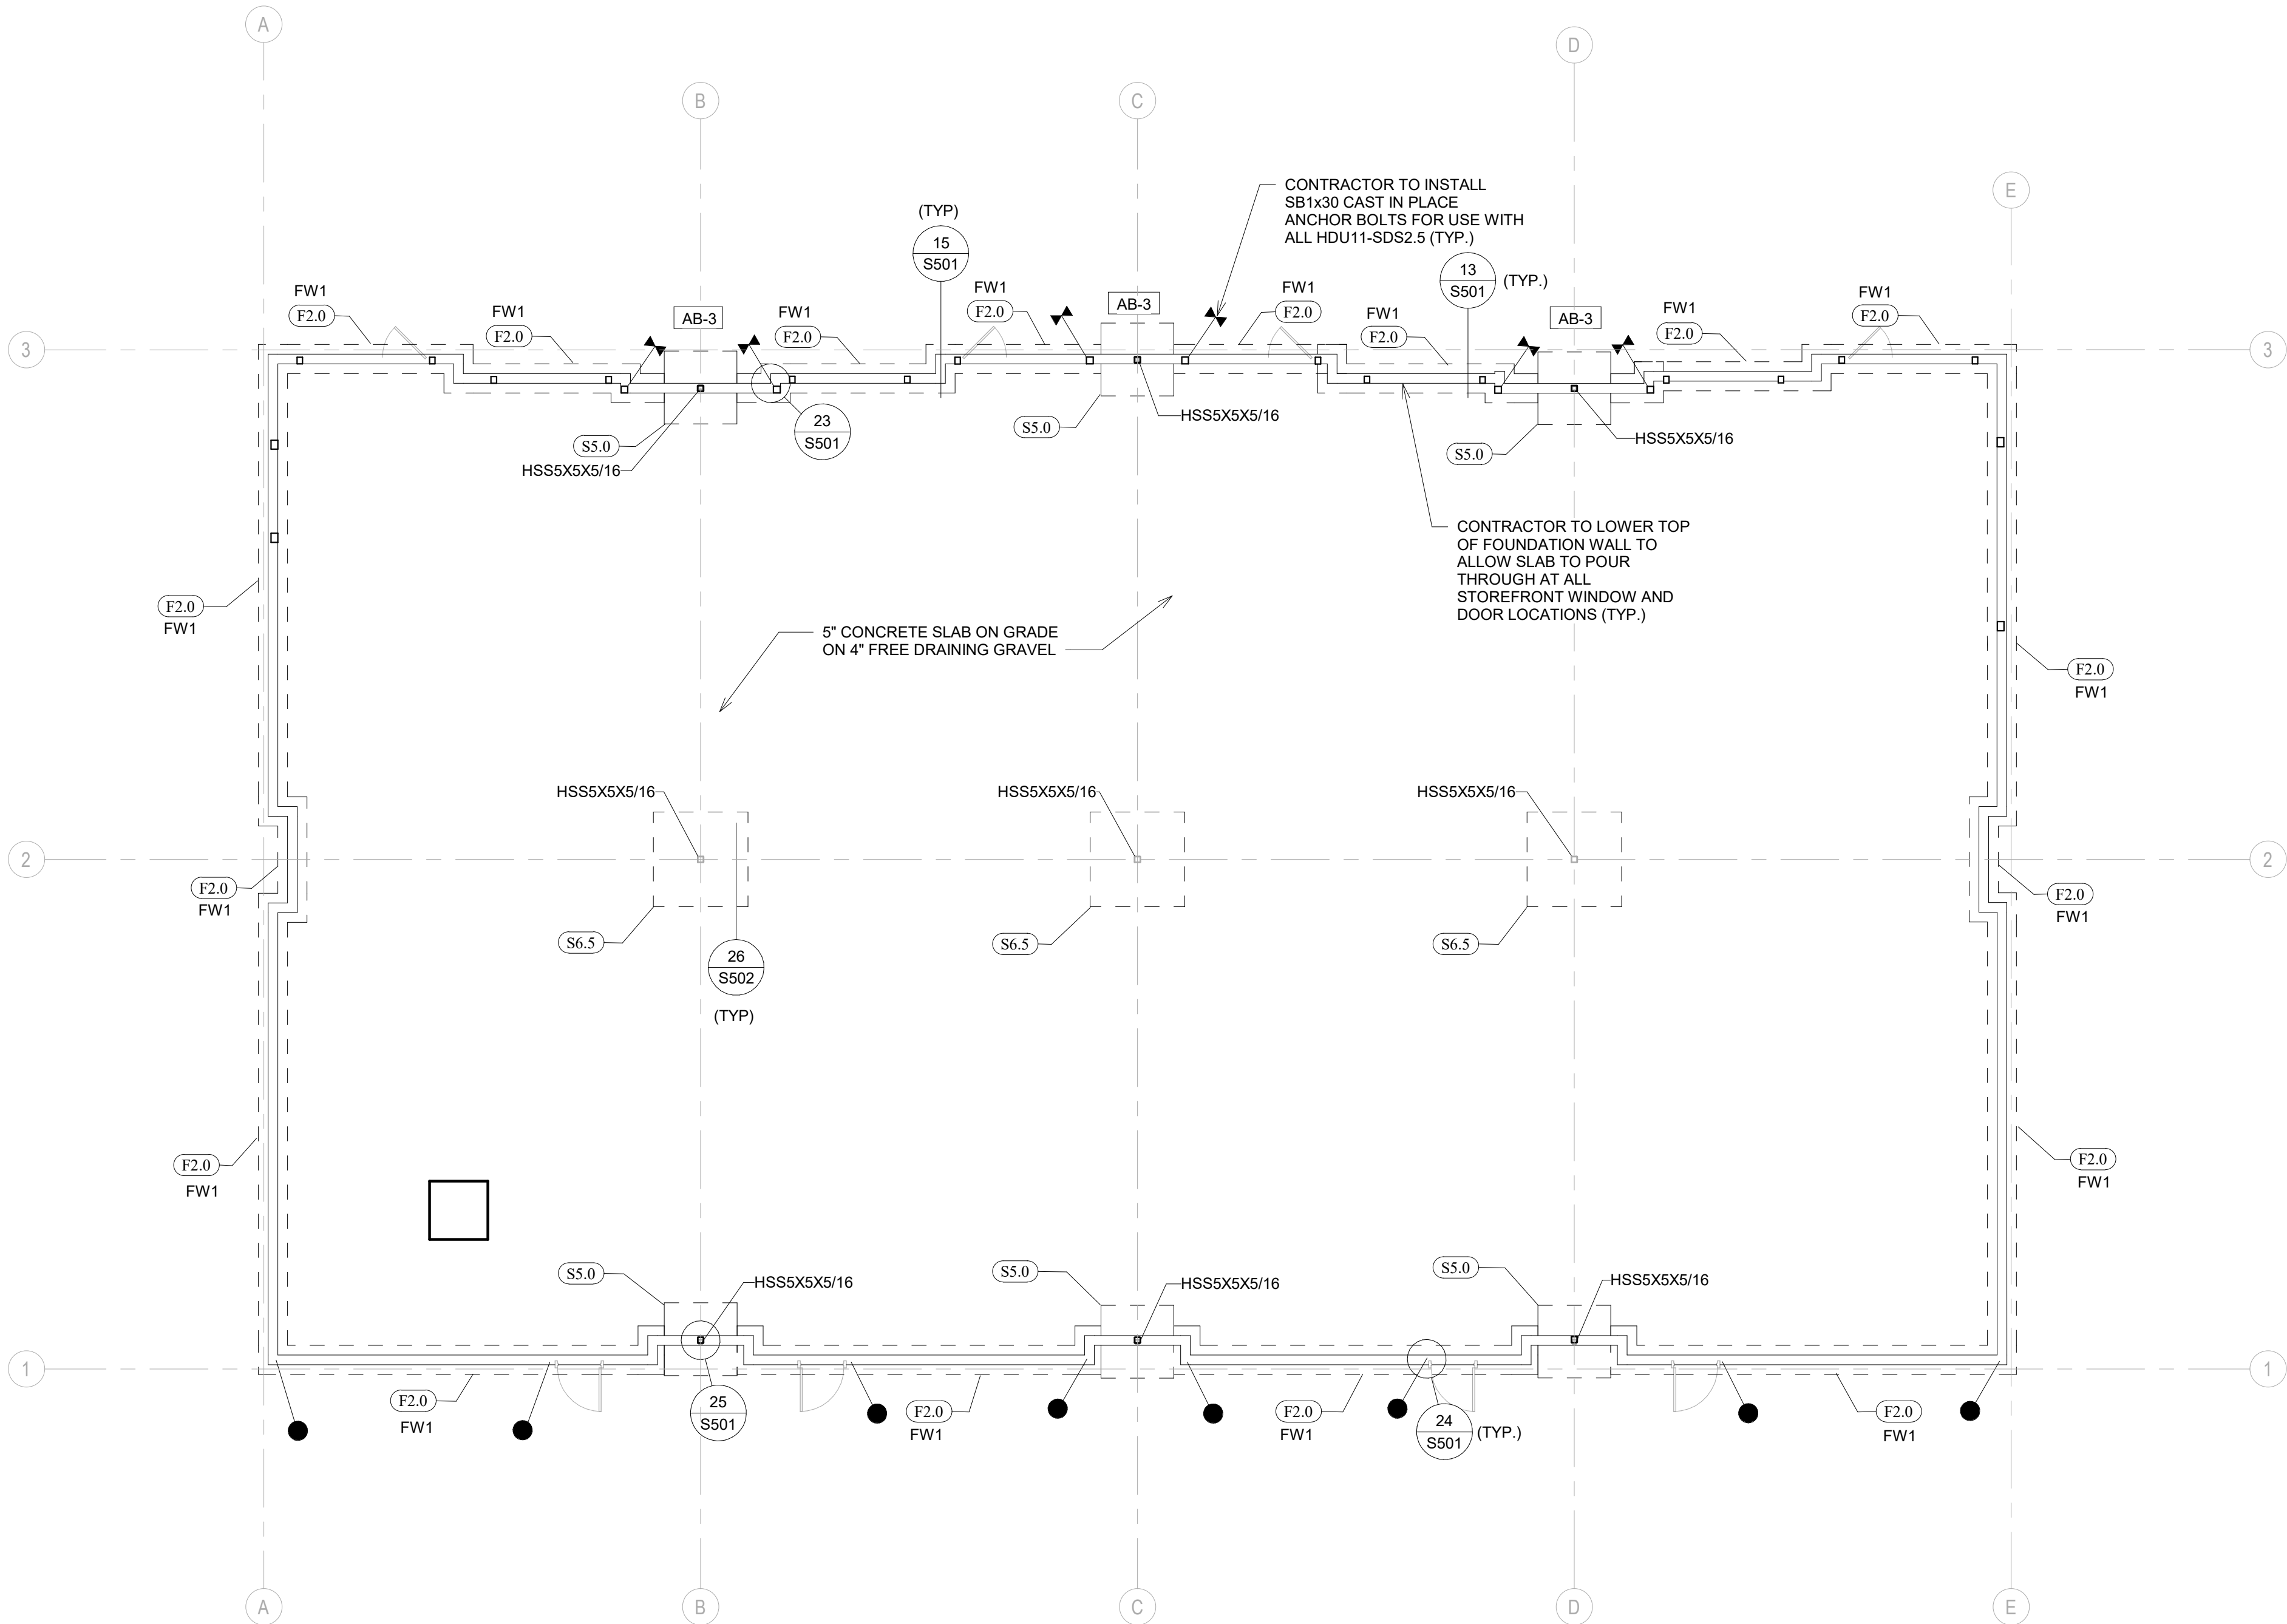 A
D
B
C
E
CONTRACTOR TO INSTALL
SB1x30 CAST IN PLACE
ANCHOR BOLTS FOR USE WITH
ALL HDU11-SDS2.5 (TYP.)
(TYP)
15
S501
13
S501
(TYP.)
FW1
F2.0
FW1
F2.0
AB-3
FW1
F2.0
FW1
F2.0
AB-3
FW1
F2.0
FW1
F2.0
AB-3
FW1
F2.0
FW1
F2.0
3
3
S5.0
HSS5X5X5/16
23
S501
S5.0
HSS5X5X5/16
S5.0
HSS5X5X5/16
CONTRACTOR TO LOWER TOP
OF FOUNDATION WALL TO
ALLOW SLAB TO POUR
THROUGH AT ALL
STOREFRONT WINDOW AND
DOOR LOCATIONS (TYP.)
F2.0
FW1
5" CONCRETE SLAB ON GRADE
ON 4" FREE DRAINING GRAVEL
F2.0
FW1
HSS5X5X5/16
HSS5X5X5/16
HSS5X5X5/16
2
2
F2.0
FW1
F2.0
FW1
S6.5
S6.5
S6.5
26
S502
(TYP)
F2.0
FW1
F2.0
FW1
S5.0
HSS5X5X5/16
S5.0
HSS5X5X5/16
S5.0
HSS5X5X5/16
1
1
F2.0
FW1
25
S501
F2.0
FW1
F2.0
FW1
24
S501
(TYP.)
F2.0
FW1
A
B
C
D
E